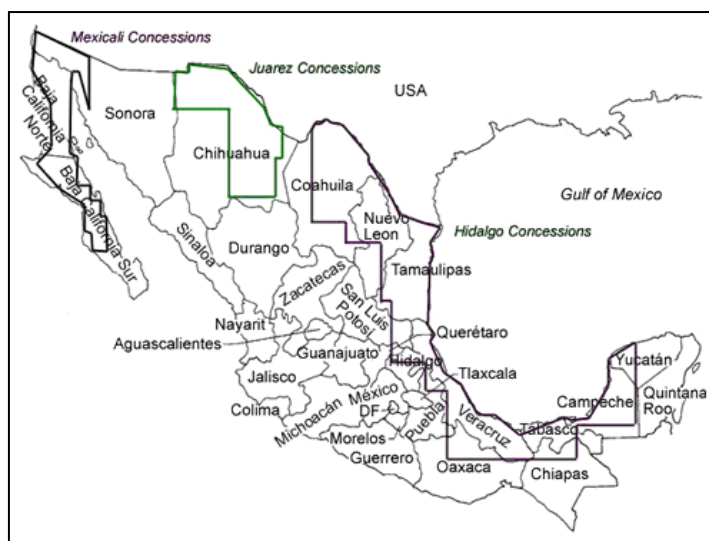 Mexicali Concessions
Juarez Concessions
USA
Baja
California
Norte
Sonora
Chihuahua
Coahuila
Gulf of Mexico
Baja California Sur
Nuevo
Leon
Hidalgo Concessions
Sinaloa
Durango
Tamaulipas
Zacatecas
San Luis
Potosi
Nayarit
Querétaro
Aguascalientes
Guanajuato
Hidalgo
Yucatán
Jalisco
Tlaxcala
México
Campeche
Quintana
Roo
Colima
Michoacán
DF
Puebla
Veracruz
Tabasco
Morelos
Guerrero
Oaxaca
Chiapas